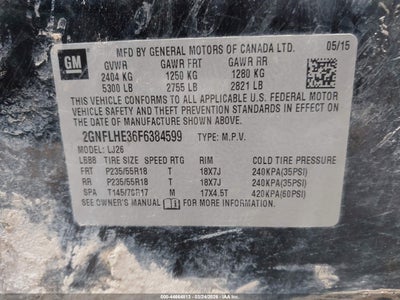 GM
MFD BY GENERAL MOTORS OF CANADA LTD. 05/15
GVWR GAWR FRT GAWR RR
2404 KG 1250 KG 1280 KG
5300 LB 2755 LB 2821 LB
THIS VEHICLE CONFORMS TO ALL APPLICABLE U.S. FEDERAL MOTOR
VEHICLE SAFETY, BUMPER, AND THEFT PREVENTION STANDARDS IN
EFFECT ON THE DATE OF MANUFACTURE SHOWN ABOVE.
2GNFLHE36F6384599 TYPE: M.P.V.
MODEL: LJ26
LBBB TIRE SIZE SPEED RTG RIM COLD TIRE PRESSURE
FRT P235/55R18 T 18X7J 240KPA(35PSI)
RR P235/55R18 T 18X7J 240KPA(35PSI)
SPA T145/70R17 M 17X4.5T 420KPA(60PSI)
SEE OWNER'S MANUAL FOR MORE INFORMATION.